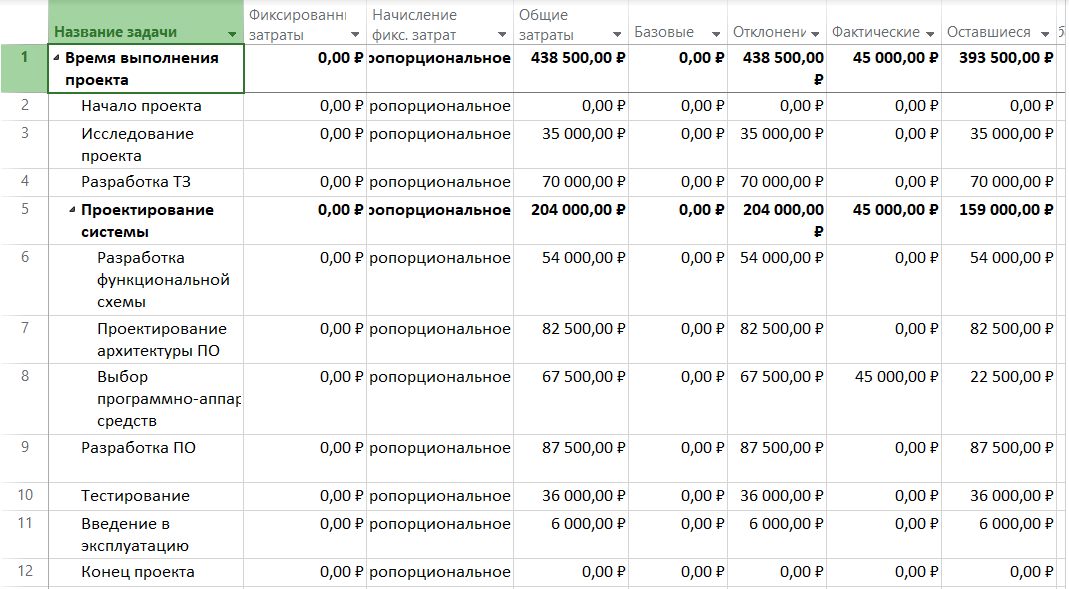 Название задачи Фиксированны затраты Начисление фикс. затрат Общие затраты Базовые Отклонени Фактические Оставшиеся
1 Время выполнения проекта 0,00 ₽ ропорциональное 438 500,00 ₽ 0,00 ₽ 438 500,00 ₽ 45 000,00 ₽ 393 500,00 ₽
2 Начало проекта 0,00 ₽ ропорциональное 0,00 ₽ 0,00 ₽ 0,00 ₽ 0,00 ₽ 0,00 ₽
3 Исследование проекта 0,00 ₽ ропорциональное 35 000,00 ₽ 0,00 ₽ 35 000,00 ₽ 0,00 ₽ 35 000,00 ₽
4 Разработка ТЗ 0,00 ₽ ропорциональное 70 000,00 ₽ 0,00 ₽ 70 000,00 ₽ 0,00 ₽ 70 000,00 ₽
5 Проектирование системы 0,00 ₽ ропорциональное 204 000,00 ₽ 0,00 ₽ 204 000,00 ₽ 45 000,00 ₽ 159 000,00 ₽
6 Разработка функциональной схемы 0,00 ₽ ропорциональное 54 000,00 ₽ 0,00 ₽ 54 000,00 ₽ 0,00 ₽ 54 000,00 ₽
7 Проектирование архитектуры ПО 0,00 ₽ ропорциональное 82 500,00 ₽ 0,00 ₽ 82 500,00 ₽ 0,00 ₽ 82 500,00 ₽
8 Выбор программно-аппар средств 0,00 ₽ ропорциональное 67 500,00 ₽ 0,00 ₽ 67 500,00 ₽ 45 000,00 ₽ 22 500,00 ₽
9 Разработка ПО 0,00 ₽ ропорциональное 87 500,00 ₽ 0,00 ₽ 87 500,00 ₽ 0,00 ₽ 87 500,00 ₽
10 Тестирование 0,00 ₽ ропорциональное 36 000,00 ₽ 0,00 ₽ 36 000,00 ₽ 0,00 ₽ 36 000,00 ₽
11 Введение в эксплуатацию 0,00 ₽ ропорциональное 6 000,00 ₽ 0,00 ₽ 6 000,00 ₽ 0,00 ₽ 6 000,00 ₽
12 Конец проекта 0,00 ₽ ропорциональное 0,00 ₽ 0,00 ₽ 0,00 ₽ 0,00 ₽ 0,00 ₽